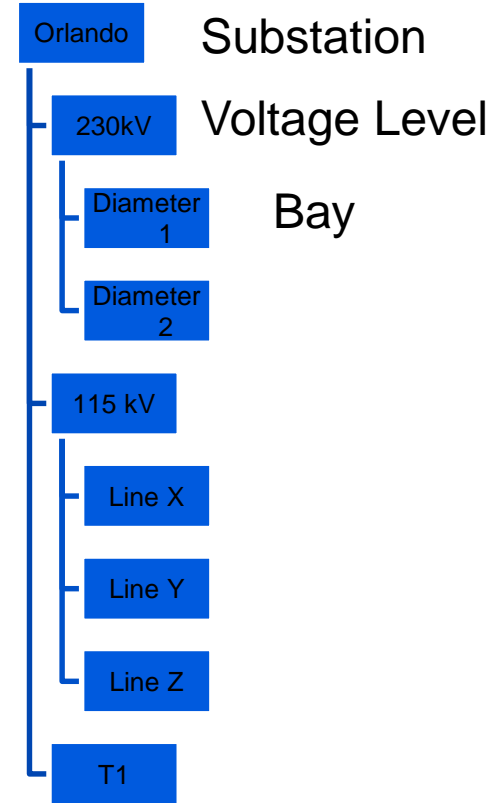 Orlando
Substation
230kV
Voltage Level
Diameter
1
Bay
Diameter
2
115 kV
Line X
Line Y
Line Z
T1